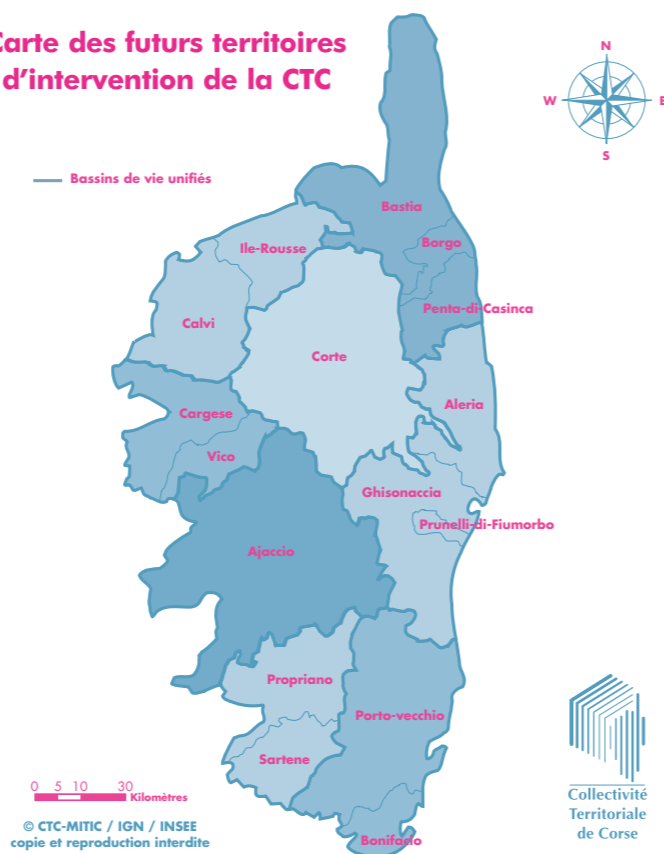 Carte des futurs territoires
d'intervention de la CTC
N
W
E
S
Bassins de vie unifiés
Bastia
Borgo
Ile-Rousse
Penta-di-Casinca
Calvi
Corte
Aleria
Cargese
Vico
Ghisonaccia
Prunelli-di-Fiumorbo
Ajaccio
Propriano
Porto-vecchio
Sartene
0 5 10 30
Kilomètres
Collectivité
Territoriale
de Corse
© CTC-MITIC / IGN / INSEE
copie et reproduction interdite
Bonifacio